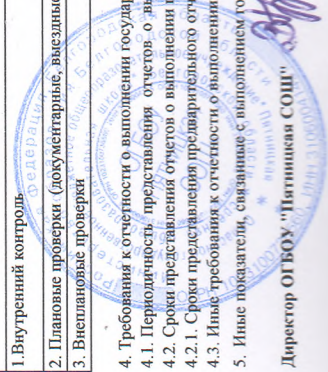 1.Внутренний контроль
2. Плановые проверки (документарные, выездные
3. Внеплановые проверки
4. Требования к отчетности о выполнении государ
4.1. Периодичность представления отчетов о вы
4.2. Сроки представления отчетов о выполнении г
4.2.1. Сроки представления предварительного отч
4.3. Иные требования к отчетности о выполнении
5. Иные показатели, связанные с выполнением го
Директор ОГБОУ "Пятницкая СОШ"